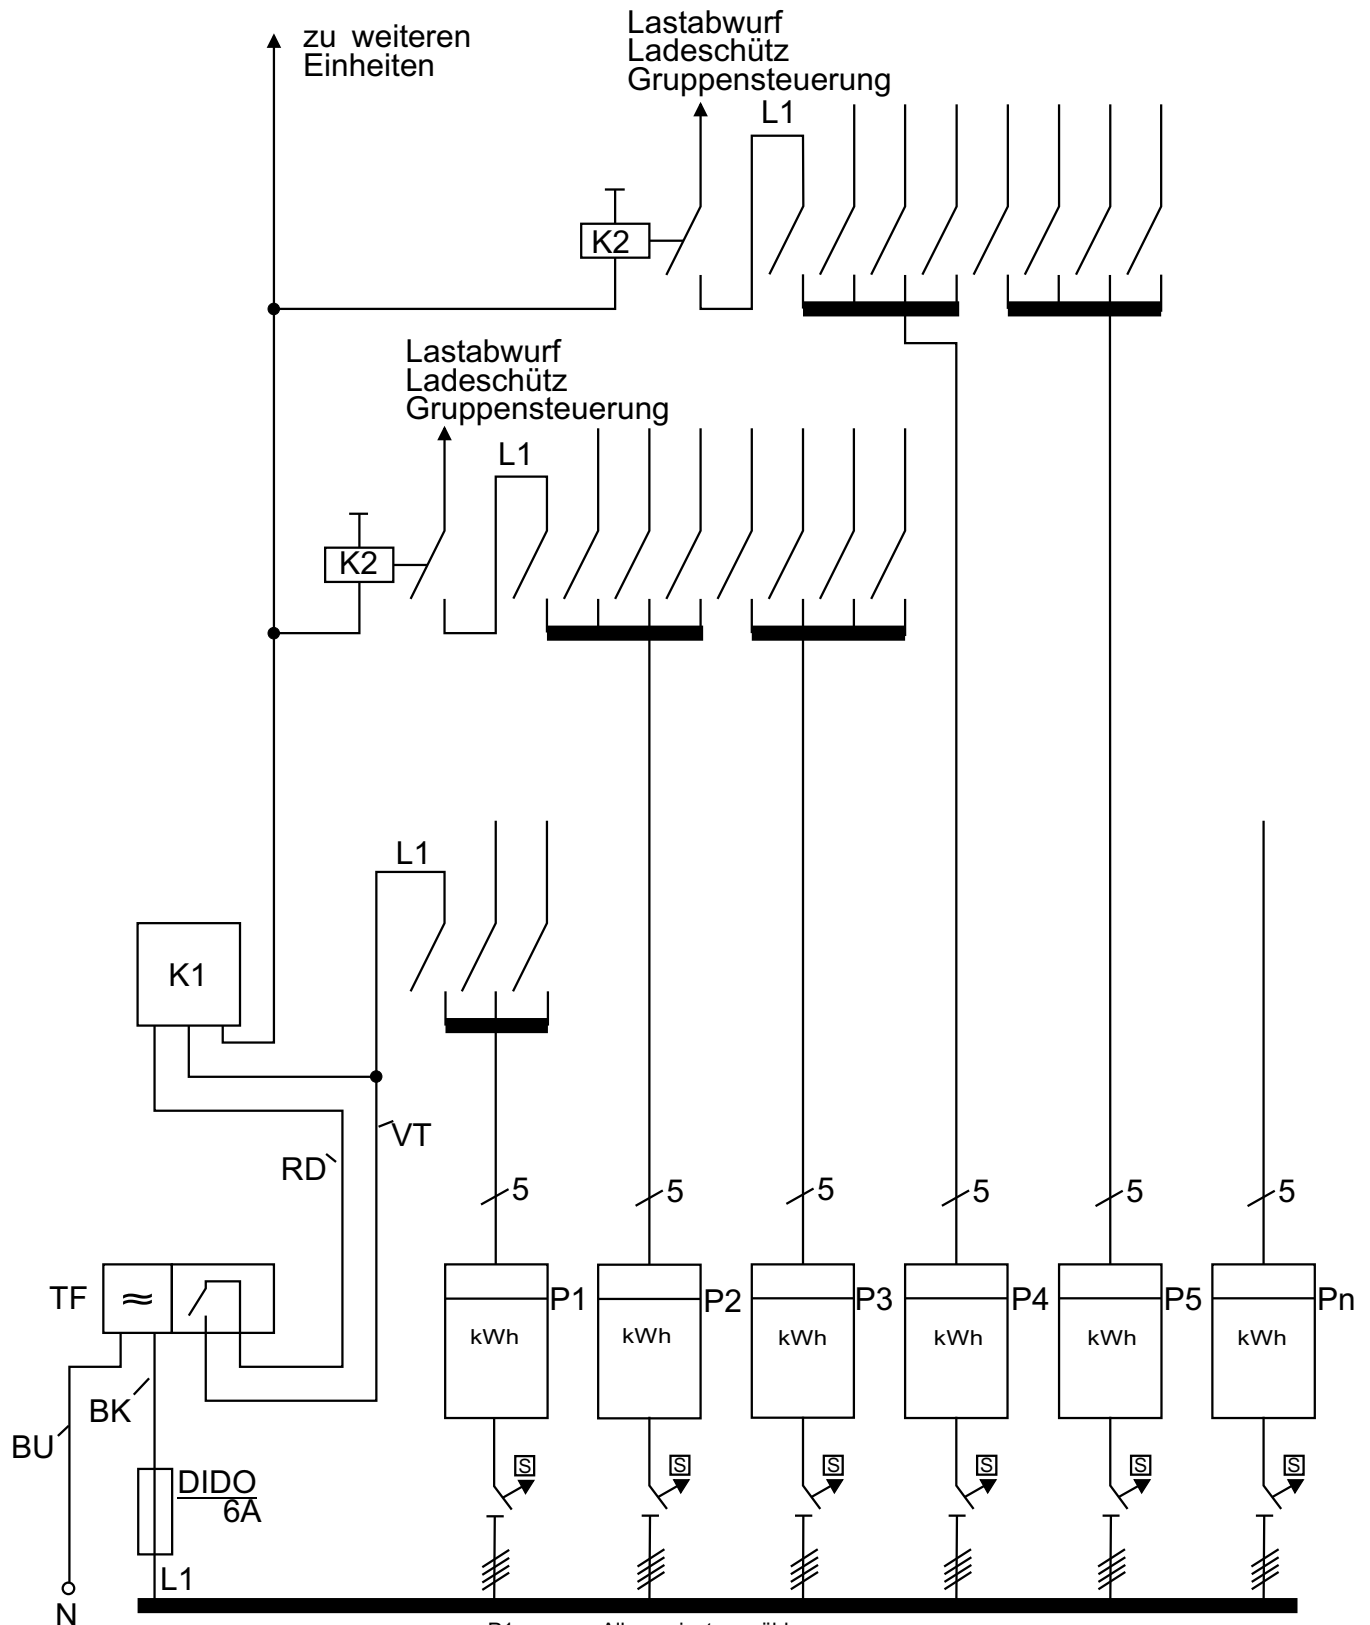 zu weiteren
Einheiten
Lastabwurf
Ladeschütz
Gruppensteuerung
L1
K2
Lastabwurf
Ladeschütz
Gruppensteuerung
L1
K2
L1
K1
VT
RD
5
5
5
5
5
5
TF
≈
P1
P2
P3
P4
P5
Pn
kWh
kWh
kWh
kWh
kWh
kWh
BK
BU
S
S
S
S
S
S
DIDO
6A
L1
N